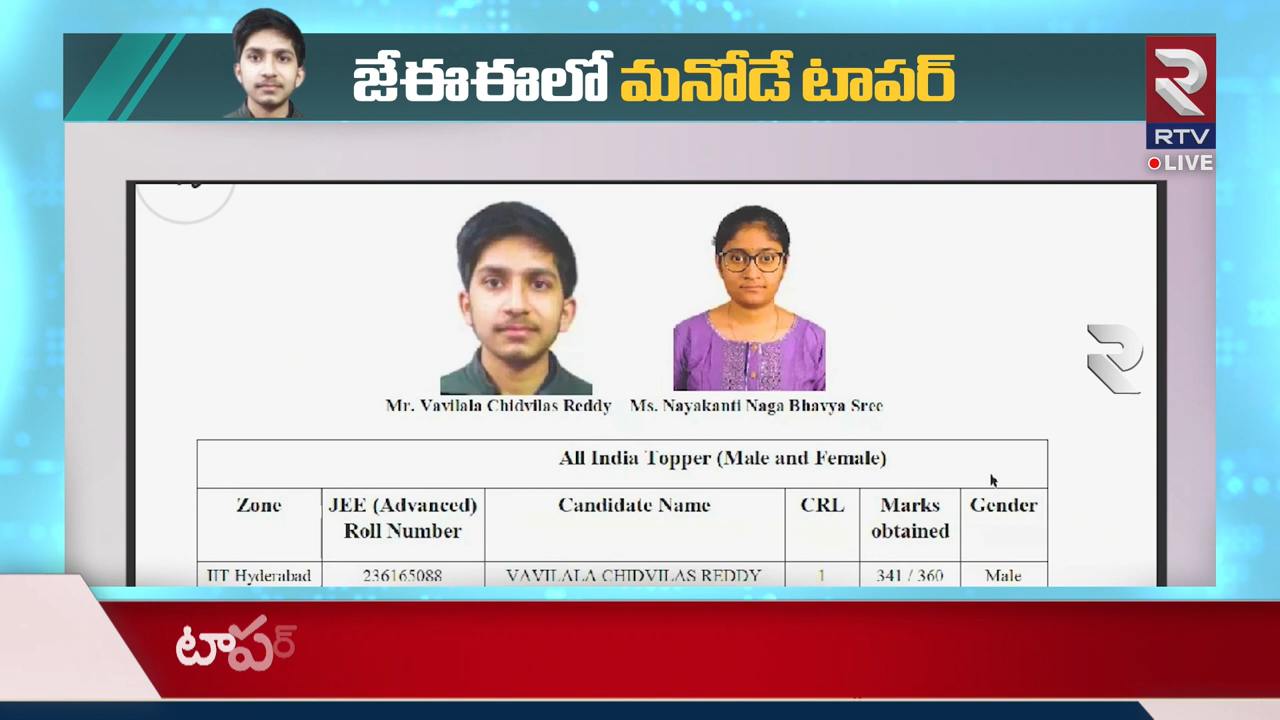 జేఈఈలో మనోడే టాపర్
RTV
LIVE
Mr. Vavilala Chidvilas Reddy Ms. Nayakanti Naga Bhavya Sree
All India Topper (Male and Female)
Zone JEE (Advanced) Roll Number Candidate Name CRL Marks obtained Gender
IIT Hyderabad 236165088 VAVILALA CHIDVILAS REDDY 1 341 / 360 Male
టాపర్